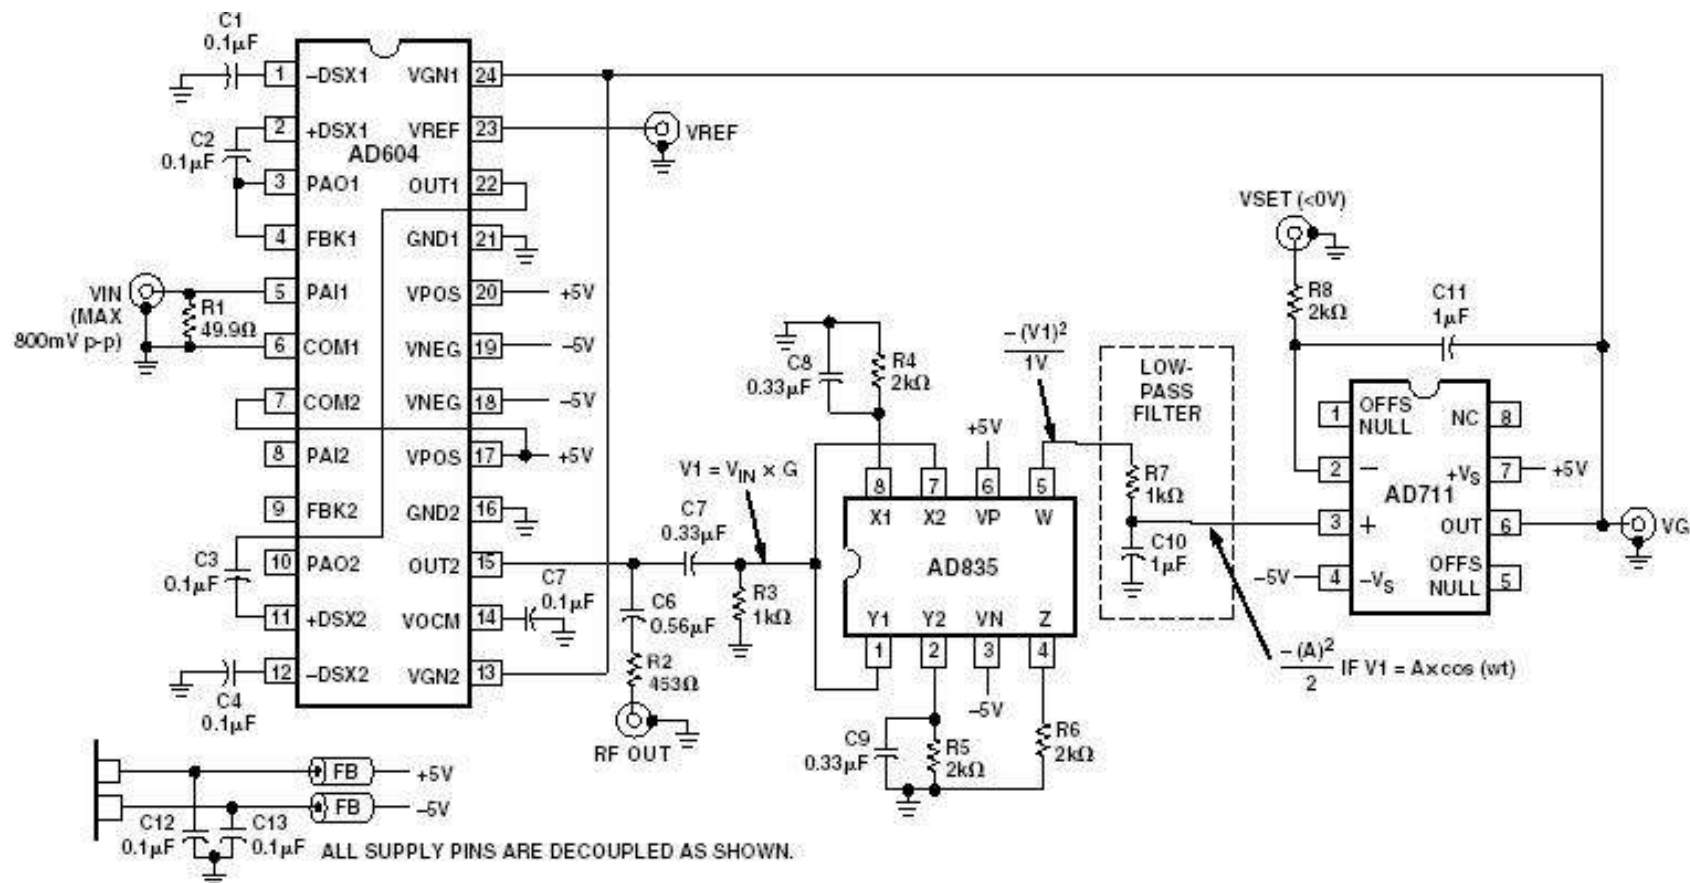 C1
0.1µF
1 –DSX1 VGN1 24
2 +DSX1 VREF 23
VREF
C2
0.1µF
AD604
3 PAO1 OUT1 22
4 FBK1 GND1 21
VIN
(MAX
800mV p-p)
R1
49.9Ω
5 PAI1 VPOS 20 +5V
6 COM1 VNEG 19 –5V
7 COM2 VNEG 18 –5V
8 PAI2 VPOS 17 +5V
9 FBK2 GND2 16
C3
0.1µF
10 PAO2 OUT2 15
11 +DSX2 VOCM 14
C7
0.1µF
12 –DSX2 VGN2 13
C4
0.1µF
C6
0.56µF
R2
453Ω
RF OUT
V1 = VIN × G
C7
0.33µF
R3
1kΩ
C8
0.33µF
R4
2kΩ
–(V1)²
1V
+5V
8 7 6 5
X1 X2 VP W
AD835
Y1 Y2 VN Z
1 2 3 4
–5V
C9
0.33µF
R5
2kΩ
R6
2kΩ
LOW-
PASS
FILTER
R7
1kΩ
C10
1µF
–(A)²
2
IF V1 = A×cos (wt)
VSET (<0V)
R8
2kΩ
C11
1µF
1 OFFS
NULL
NC 8
2 – +VS 7 +5V
AD711
3 + OUT 6
VG
–5V 4 –VS
OFFS
NULL 5
FB +5V
FB –5V
C12
0.1µF
C13
0.1µF
ALL SUPPLY PINS ARE DECOUPLED AS SHOWN.